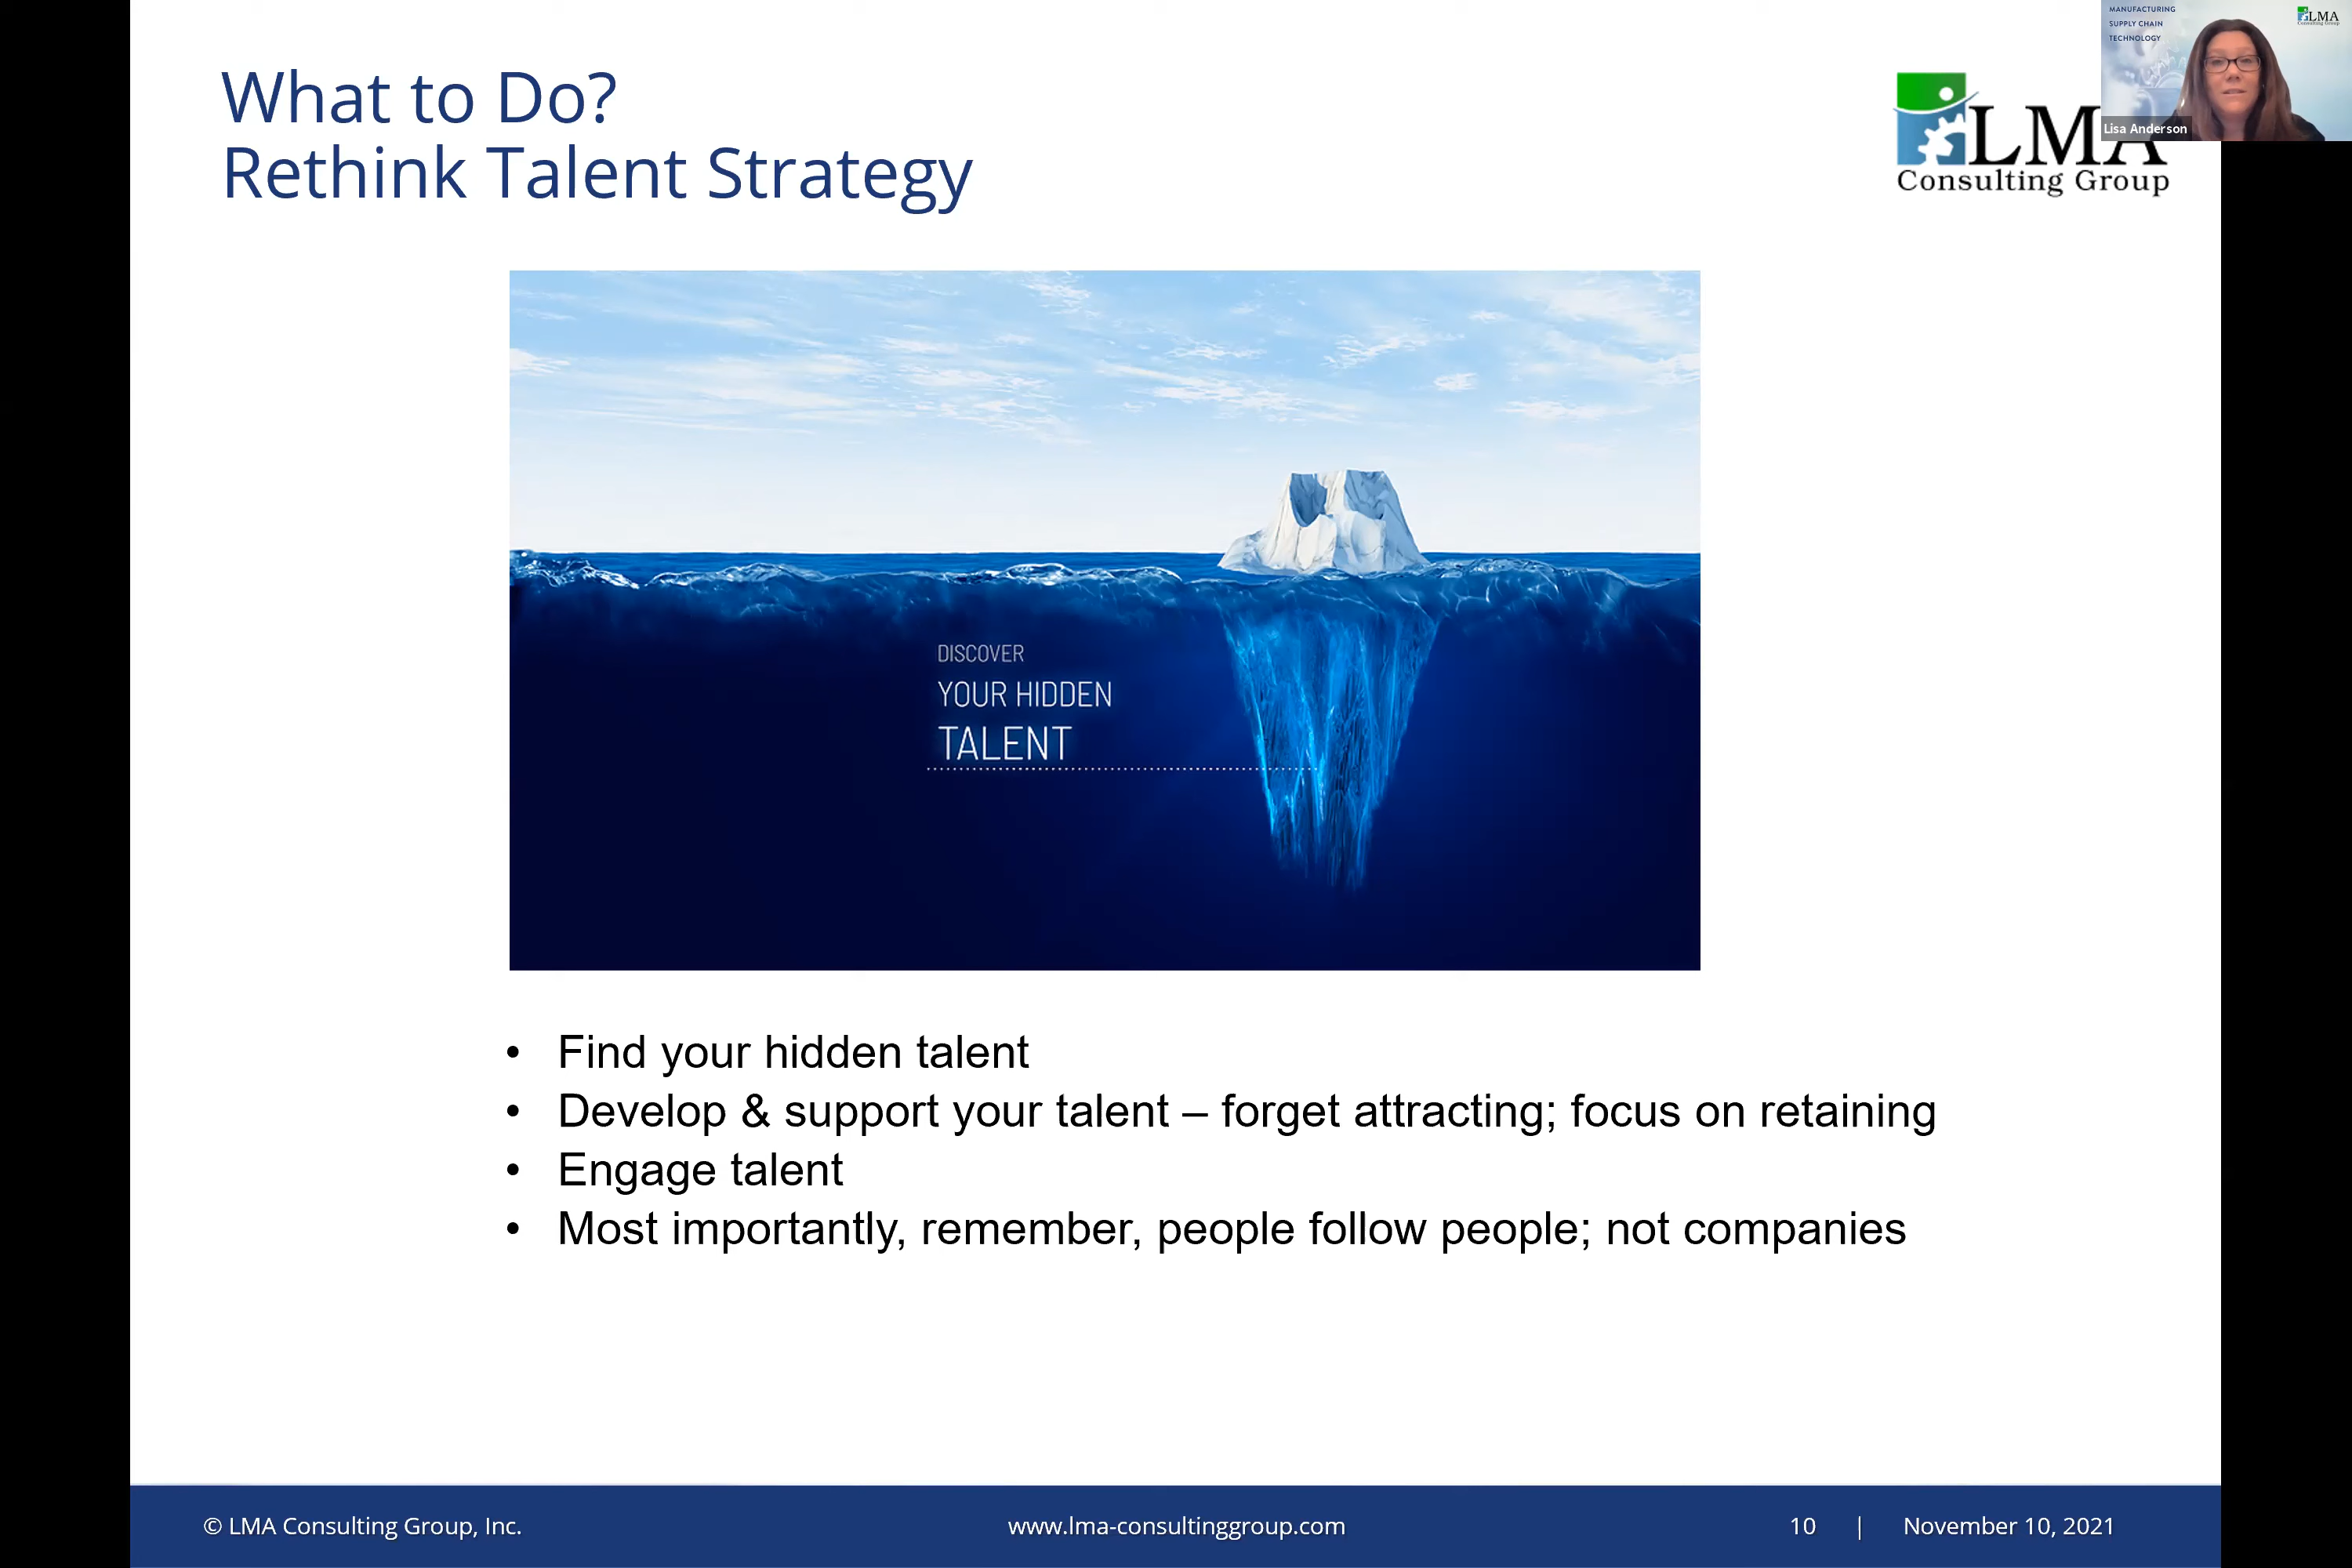 What to Do?
Rethink Talent Strategy
MANUFACTURING
SUPPLY CHAIN
TECHNOLOGY
LMA
Lisa Anderson
LMA
Consulting Group
DISCOVER
YOUR HIDDEN
TALENT
• Find your hidden talent
• Develop & support your talent – forget attracting; focus on retaining
• Engage talent
• Most importantly, remember, people follow people; not companies
© LMA Consulting Group, Inc.
www.lma-consultinggroup.com
10 | November 10, 2021